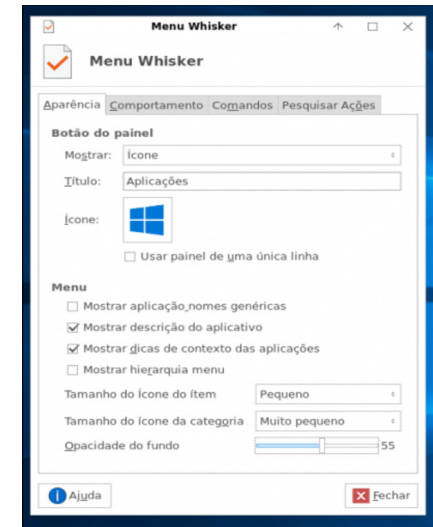 Menu Whisker
Menu Whisker
Aparência Comportamento Comandos Pesquisar Ações
Botão do painel
Mostrar: Ícone
Título: Aplicações
Ícone:
Usar painel de uma única linha
Menu
Mostrar aplicação_nomes genéricas
Mostrar descrição do aplicativo
Mostrar dicas de contexto das aplicações
Mostrar hierarquia menu
Tamanho do Ícone do ítem Pequeno
Tamanho do ícone da categoria Muito pequeno
Opacidade do fundo 55
Ajuda Fechar